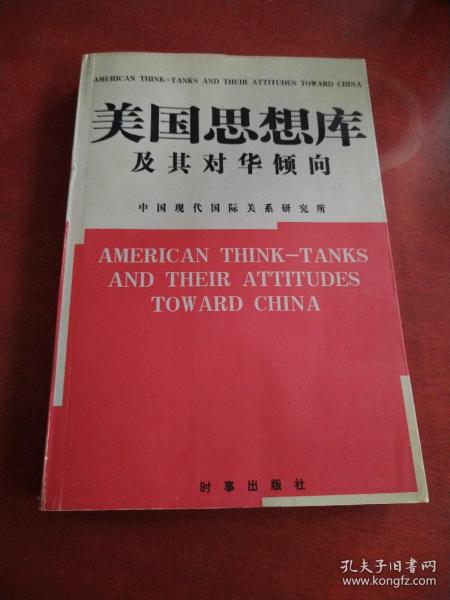 AMERICAN THINK-TANKS AND THEIR ATTITUDES TOWARD CHINA
美国思想库
及其对华倾向
中国现代国际关系研究所
AMERICAN THINK-TANKS
AND THEIR ATTITUDES
TOWARD CHINA
时事出版社
孔夫子旧书网
www.kongfz.com